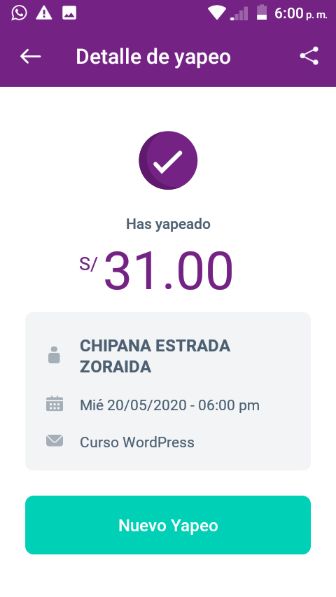 6:00 p. m.
Detalle de yapeo
Has yapeado
S/ 31.00
CHIPANA ESTRADA
ZORAIDA
Mié 20/05/2020 - 06:00 pm
Curso WordPress
Nuevo Yapeo